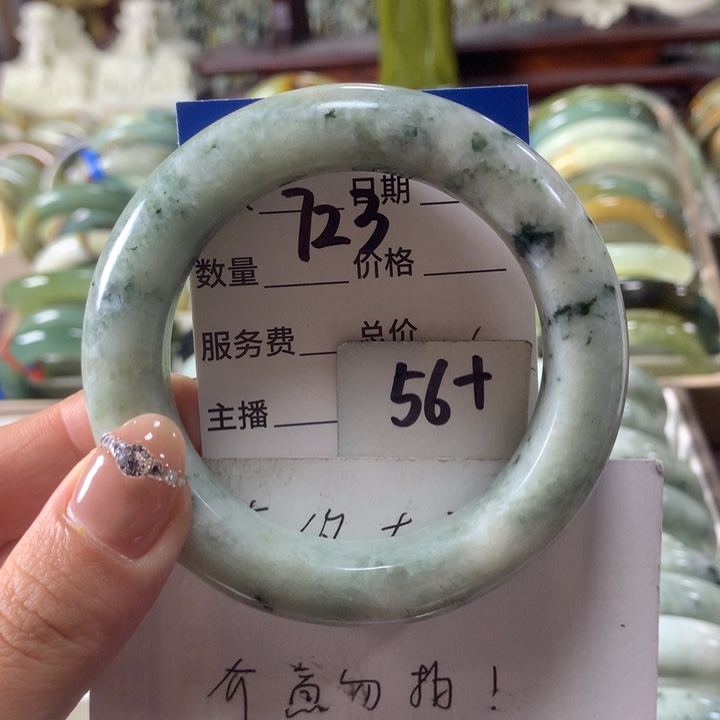 723 日期
数量 价格
服务费 总价
主播 56+
介意勿拍!